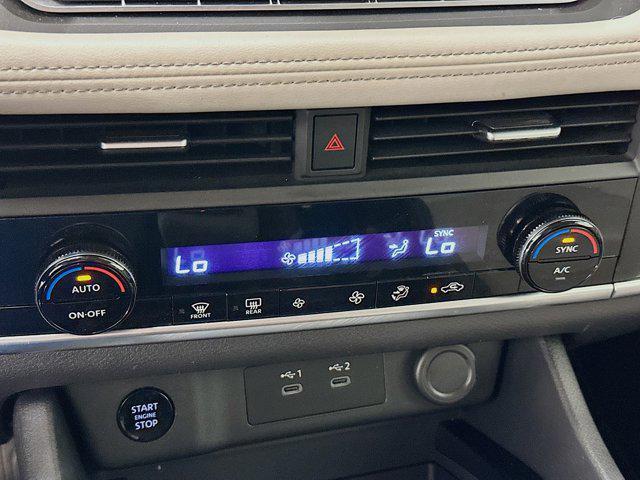 SYNC
Lo
Lo
AUTO
ON-OFF
SYNC
A/C
FRONT
REAR
1
2
START
ENGINE
STOP